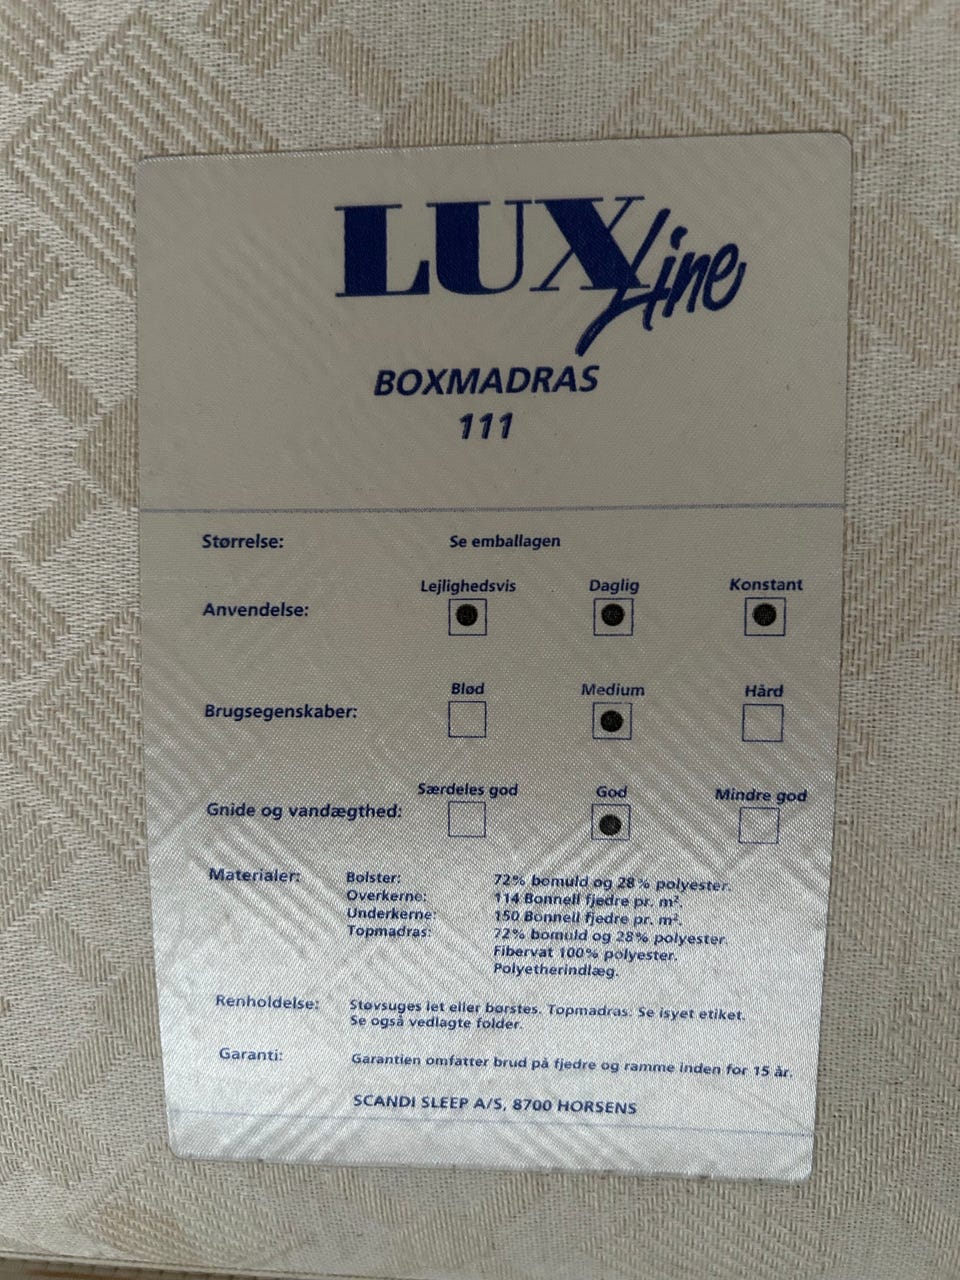 LUX Line
BOXMADRAS
111
Størrelse: Se emballagen
Lejlighedsvis Daglig Konstant
Anvendelse:
Blød Medium Hård
Brugsegenskaber:
Særdeles god God Mindre god
Gnide og vandægthed:
Materialer: Bolster: 72% bomuld og 28% polyester.
Overkerne: 114 Bonnell fjedre pr. m².
Underkerne: 150 Bonnell fjedre pr. m².
Topmadras: 72% bomuld og 28% polyester.
Fibervat 100% polyester.
Polyetherindlæg.
Renholdelse: Støvsuges let eller børstes. Topmadras: Se isyet etiket.
Se også vedlagte folder.
Garanti: Garantien omfatter brud på fjedre og ramme inden for 15 år.
SCANDI SLEEP A/S, 8700 HORSENS